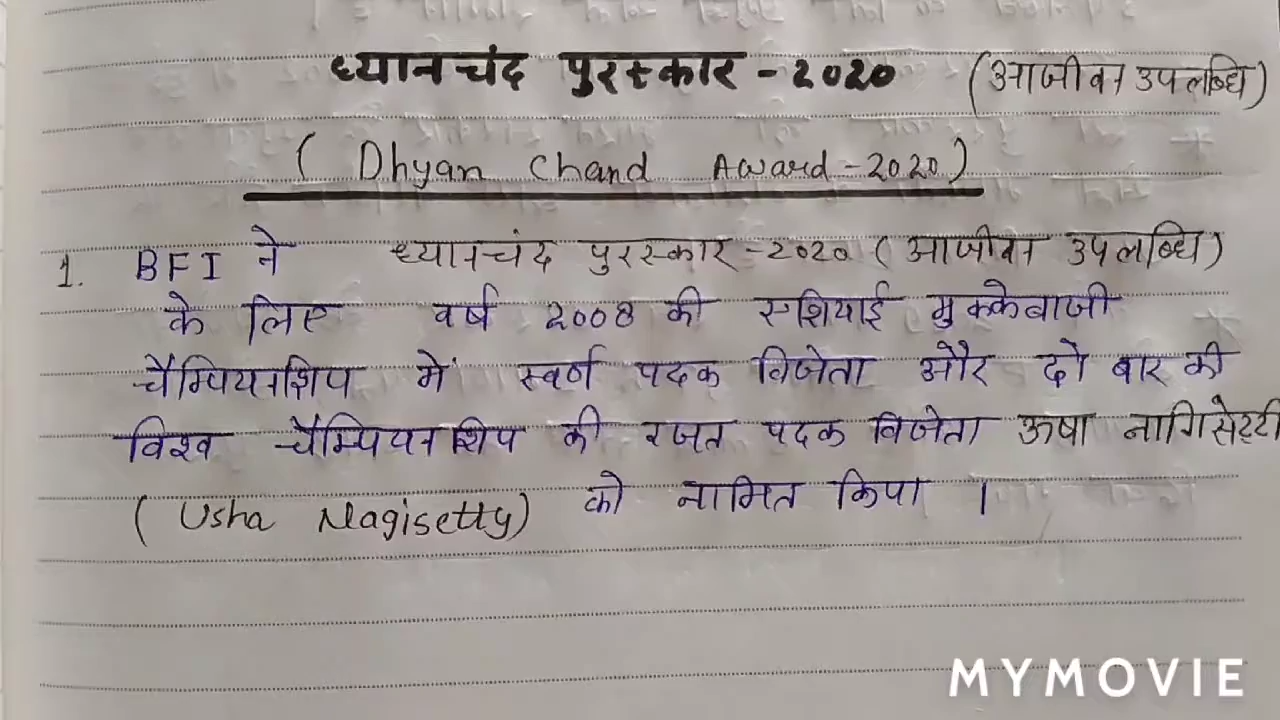 ध्यानचंद पुरस्कार - 2020 (आजीवन उपलब्धि)
( Dhyan Chand Award - 2020 )
1. BFI ने ध्यानचंद पुरस्कार - 2020 ( आजीवन उपलब्धि )
के लिए वर्ष 2008 की एशियाई मुक्केबाजी
चैम्पियनशिप में स्वर्ण पदक विजेता और दो बार की
विश्व चैम्पियनशिप की रजत पदक विजेता ऊषा नागिसेट्टी
( Usha Nagisetty) को नामित किया ।
MYMOVIE